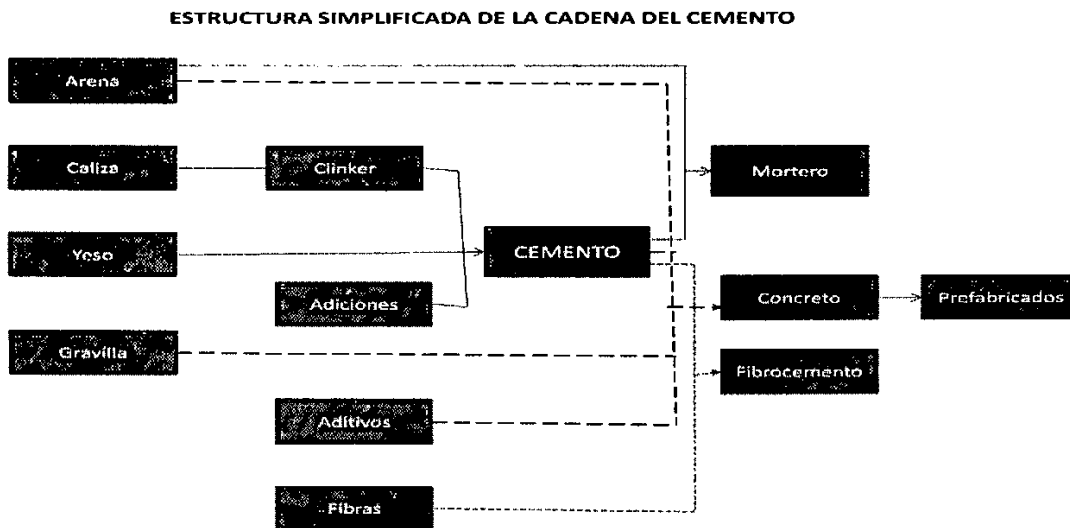 ESTRUCTURA SIMPLIFICADA DE LA CADENA DEL CEMENTO
Arena
Caliza
Clinker
Mortero
Yeso
CEMENTO
Adiciones
Concreto
Prefabricados
Gravilla
Fibrocemento
Aditivos
Fibras